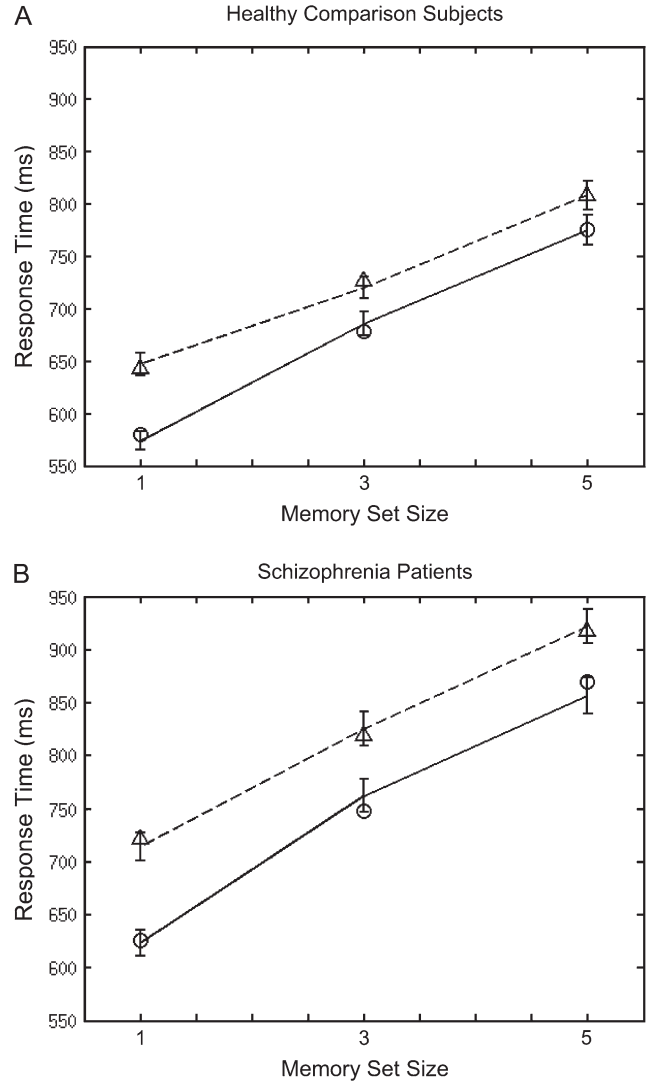 A
Healthy Comparison Subjects
950
900
850
800
750
700
650
600
550
Response Time (ms)
1 3 5
Memory Set Size
B
Schizophrenia Patients
950
900
850
800
750
700
650
600
550
Response Time (ms)
1 3 5
Memory Set Size